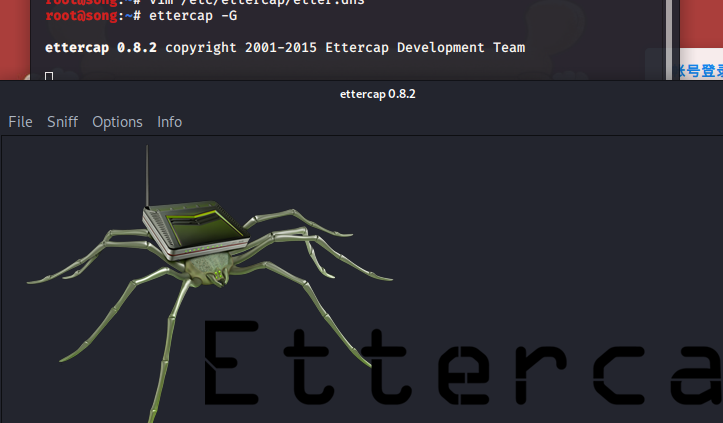 root@song:~# vim /etc/ettercap/etter.dns
root@song:~# ettercap -G
ettercap 0.8.2 copyright 2001-2015 Ettercap Development Team
账号登录
ettercap 0.8.2
File Sniff Options Info
Etterca